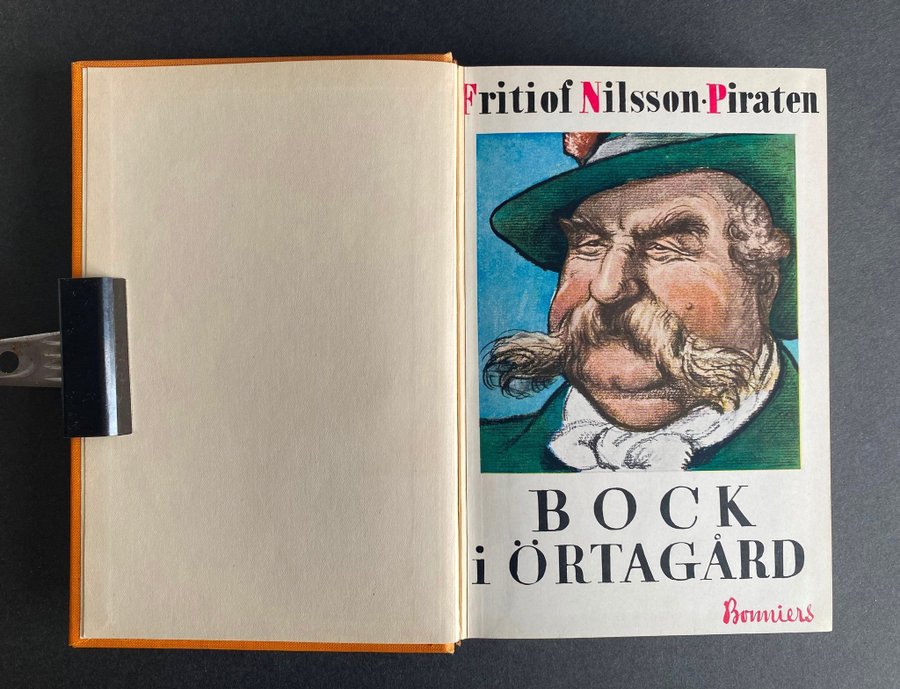 Fritiof Nilsson·Piraten
BOCK
i ÖRTAGÅRD
Bonniers